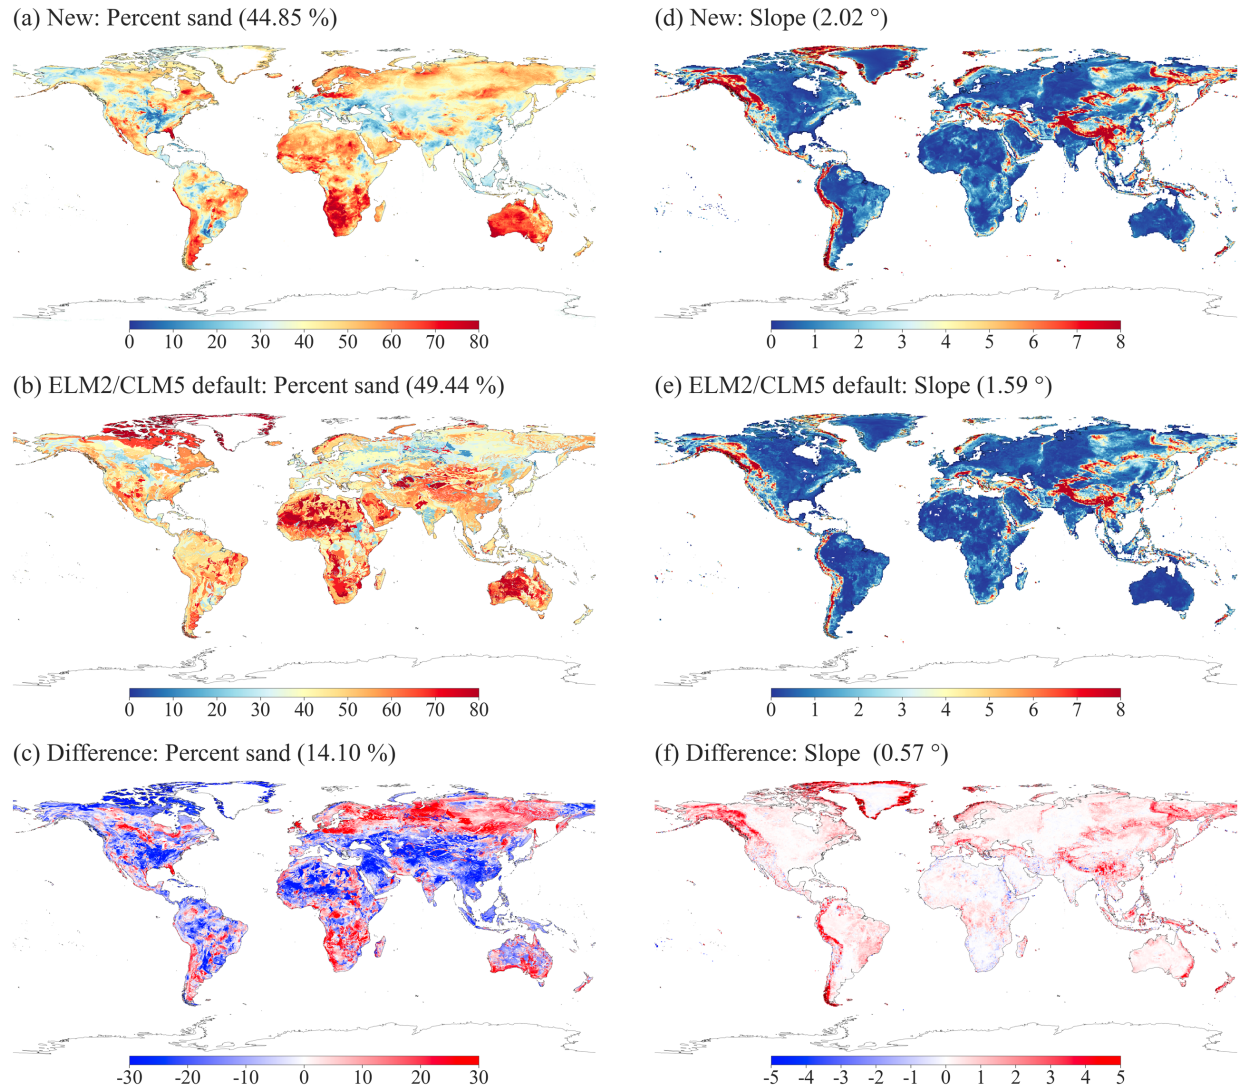 (a) New: Percent sand (44.85 %)
0 10 20 30 40 50 60 70 80
(b) ELM2/CLM5 default: Percent sand (49.44 %)
0 10 20 30 40 50 60 70 80
(c) Difference: Percent sand (14.10 %)
-30 -20 -10 0 10 20 30
(d) New: Slope (2.02 °)
0 1 2 3 4 5 6 7 8
(e) ELM2/CLM5 default: Slope (1.59 °)
0 1 2 3 4 5 6 7 8
(f) Difference: Slope (0.57 °)
-5 -4 -3 -2 -1 0 1 2 3 4 5